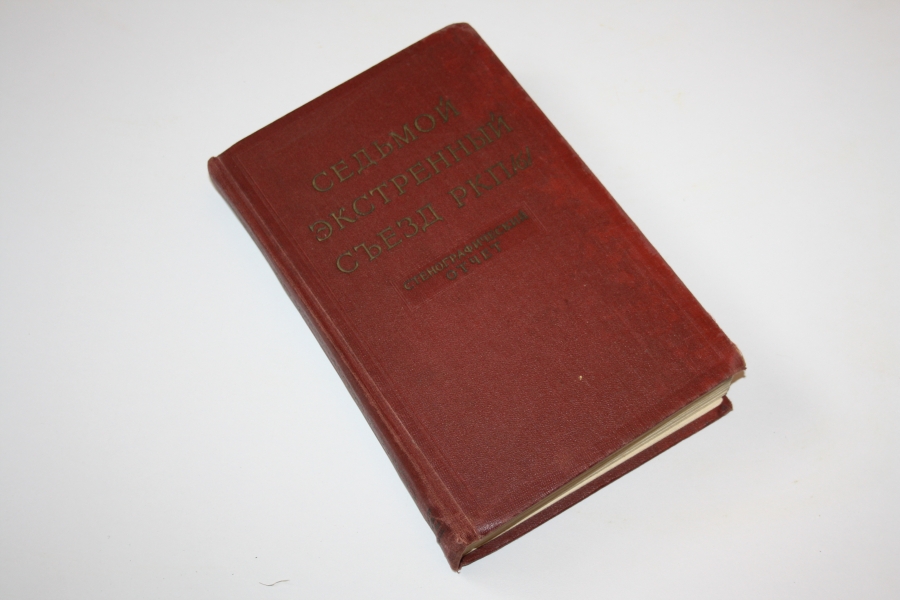 СЕДЬМОЙ
ЭКСТРЕННЫЙ
СЪЕЗД РКП(б)
СТЕНОГРАФИЧЕСКИЙ
ОТЧЕТ